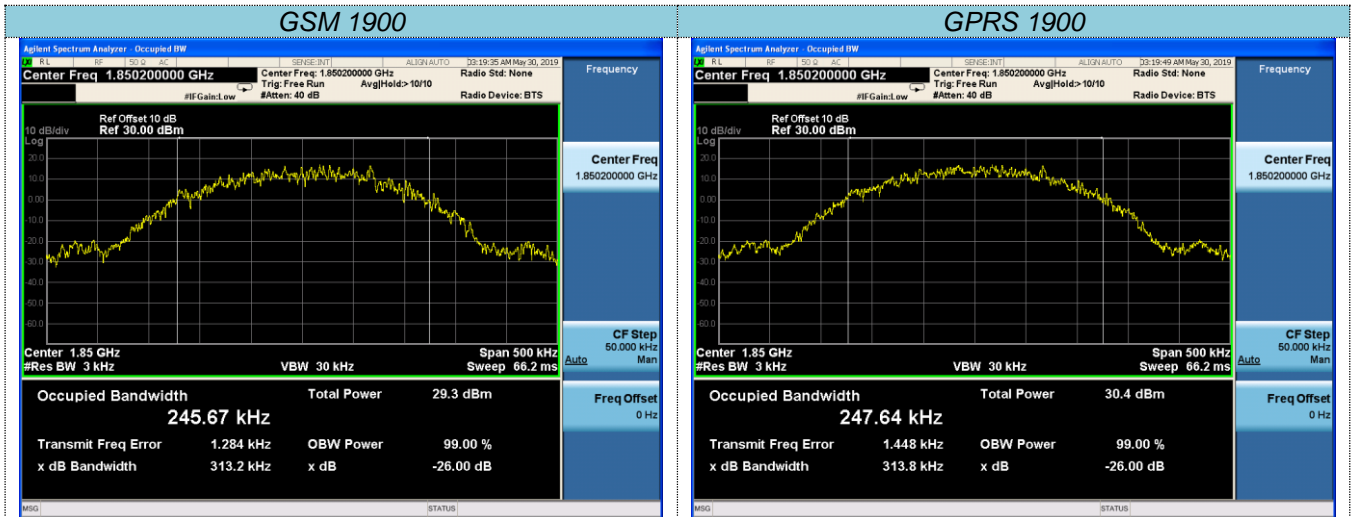 GSM 1900
Agilent Spectrum Analyzer - Occupied BW
LXI RL RF 50 Ω AC SENSE:INT ALIGN AUTO 03:19:35 AM May 30, 2019
Center Freq 1.850200000 GHz
Center Freq: 1.850200000 GHz
Radio Std: None
Trig: Free Run Avg|Hold:> 10/10
#IFGain:Low #Atten: 40 dB Radio Device: BTS
Ref Offset 10 dB
10 dB/div Ref 30.00 dBm
Log
20.0
10.0
0.00
-10.0
-20.0
-30.0
-40.0
-50.0
-60.0
Center 1.85 GHz Span 500 kHz
#Res BW 3 kHz VBW 30 kHz Sweep 66.2 ms
Occupied Bandwidth Total Power 29.3 dBm
245.67 kHz
Transmit Freq Error 1.284 kHz OBW Power 99.00 %
x dB Bandwidth 313.2 kHz x dB -26.00 dB
MSG STATUS
Frequency
Center Freq
1.850200000 GHz
CF Step
50.000 kHz
Auto Man
Freq Offset
0 Hz
GPRS 1900
Agilent Spectrum Analyzer - Occupied BW
LXI RL RF 50 Ω AC SENSE:INT ALIGN AUTO 03:19:49 AM May 30, 2019
Center Freq 1.850200000 GHz
Center Freq: 1.850200000 GHz
Radio Std: None
Trig: Free Run Avg|Hold:> 10/10
#IFGain:Low #Atten: 40 dB Radio Device: BTS
Ref Offset 10 dB
10 dB/div Ref 30.00 dBm
Log
20.0
10.0
0.00
-10.0
-20.0
-30.0
-40.0
-50.0
-60.0
Center 1.85 GHz Span 500 kHz
#Res BW 3 kHz VBW 30 kHz Sweep 66.2 ms
Occupied Bandwidth Total Power 30.4 dBm
247.64 kHz
Transmit Freq Error 1.448 kHz OBW Power 99.00 %
x dB Bandwidth 313.8 kHz x dB -26.00 dB
MSG STATUS
Frequency
Center Freq
1.850200000 GHz
CF Step
50.000 kHz
Auto Man
Freq Offset
0 Hz